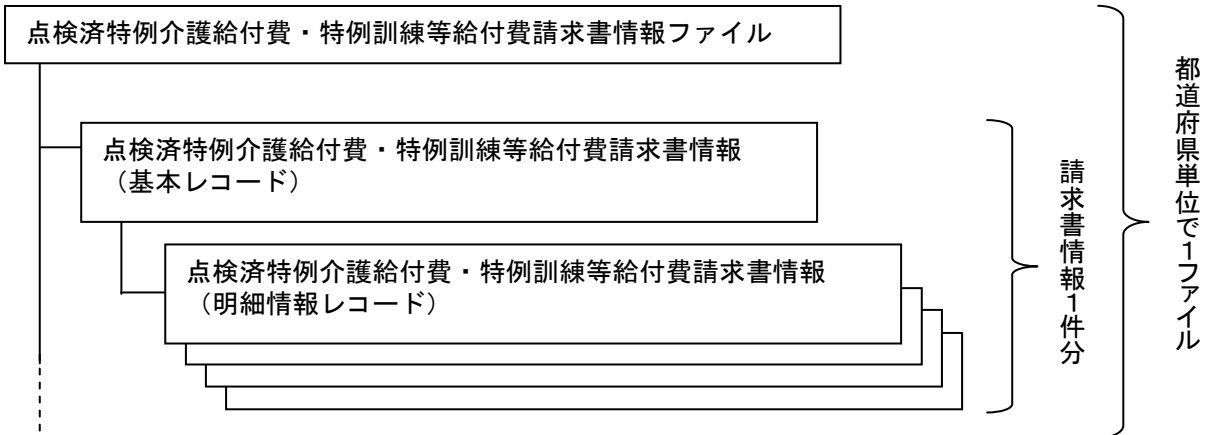 点検済特例介護給付費・特例訓練等給付費請求書情報ファイル
点検済特例介護給付費・特例訓練等給付費請求書情報
（基本レコード）
点検済特例介護給付費・特例訓練等給付費請求書情報
（明細情報レコード）
請求書情報１件分
都道府県単位で１ファイル